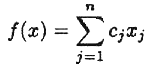 f(x) = \sum_{j=1}^{n} c_j x_j